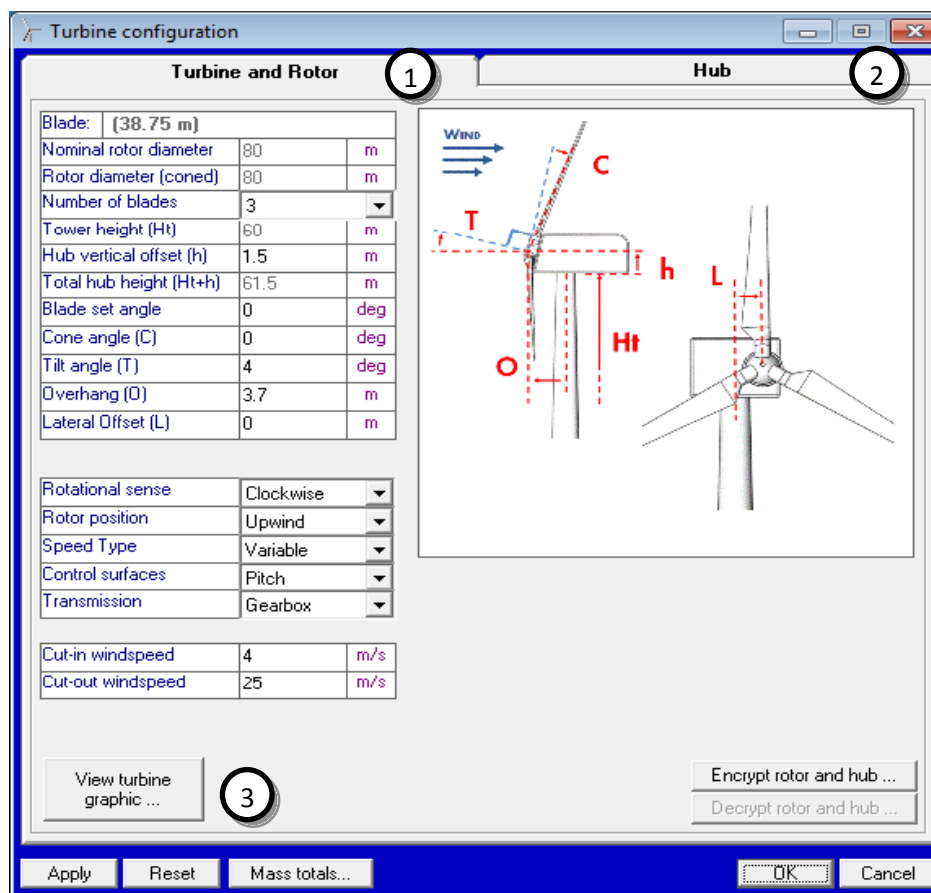 Turbine configuration
Turbine and Rotor 1 Hub 2
Blade: (38.75 m)
Nominal rotor diameter 80 m
Rotor diameter (coned) 80 m
Number of blades 3
Tower height (Ht) 60 m
Hub vertical offset (h) 1.5 m
Total hub height (Ht+h) 61.5 m
Blade set angle 0 deg
Cone angle (C) 0 deg
Tilt angle (T) 4 deg
Overhang (O) 3.7 m
Lateral Offset (L) 0 m
WIND
C
T
h
L
Ht
O
Rotational sense Clockwise
Rotor position Upwind
Speed Type Variable
Control surfaces Pitch
Transmission Gearbox
Cut-in windspeed 4 m/s
Cut-out windspeed 25 m/s
View turbine
graphic ...
3
Encrypt rotor and hub ...
Decrypt rotor and hub ...
Apply Reset Mass totals... OK Cancel